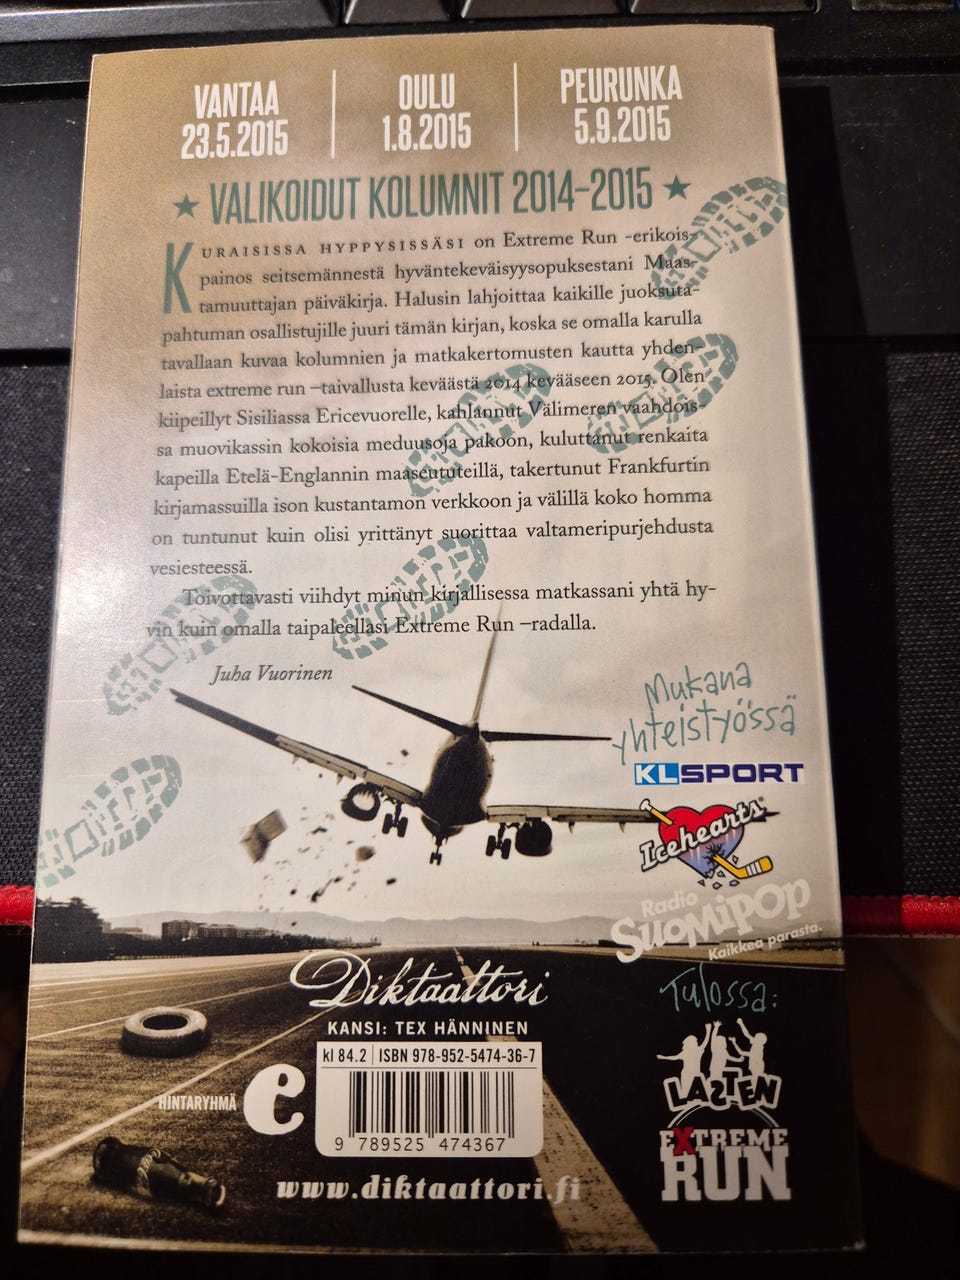 VANTAA
23.5.2015
OULU
1.8.2015
PEURUNKA
5.9.2015
★ VALIKOIDUT KOLUMNIT 2014–2015 ★
KURAISISSA HYPPYSISSÄSI on Extreme Run -erikois-
painos seitsemännestä hyväntekeväisyysopuksestani Maas-
tamuuttajan päiväkirja. Halusin lahjoittaa kaikille juoksuta-
pahtuman osallistujille juuri tämän kirjan, koska se omalla karulla
tavallaan kuvaa kolumnien ja matkakertomusten kautta yhden-
laista extreme run –taivallusta keväästä 2014 kevääseen 2015. Olen
kiipeillyt Sisiliassa Ericevuorelle, kahlannut Välimeren vaahdois-
sa muovikassin kokoisia meduusoja pakoon, kuluttanut renkaita
kapeilla Etelä-Englannin maaseututeillä, takertunut Frankfurtin
kirjamassuilla ison kustantamon verkkoon ja välillä koko homma
on tuntunut kuin olisi yrittänyt suorittaa valtameripurjehdusta
vesiesteessä.
Toivottavasti viihdyt minun kirjallisessa matkassani yhtä hy-
vin kuin omalla taipaleellasi Extreme Run –radalla.
Juha Vuorinen
Mukana
yhteistyössä
KLSPORT
Icehearts
Radio
SUOMIPOP
Kaikkea parasta.
Tulossa:
LASTEN
EXTREME
RUN
Diktaattori
KANSI: TEX HÄNNINEN
kl 84.2 | ISBN 978-952-5474-36-7
HINTARYHMÄ e
9 789525 474367
www.diktaattori.fi